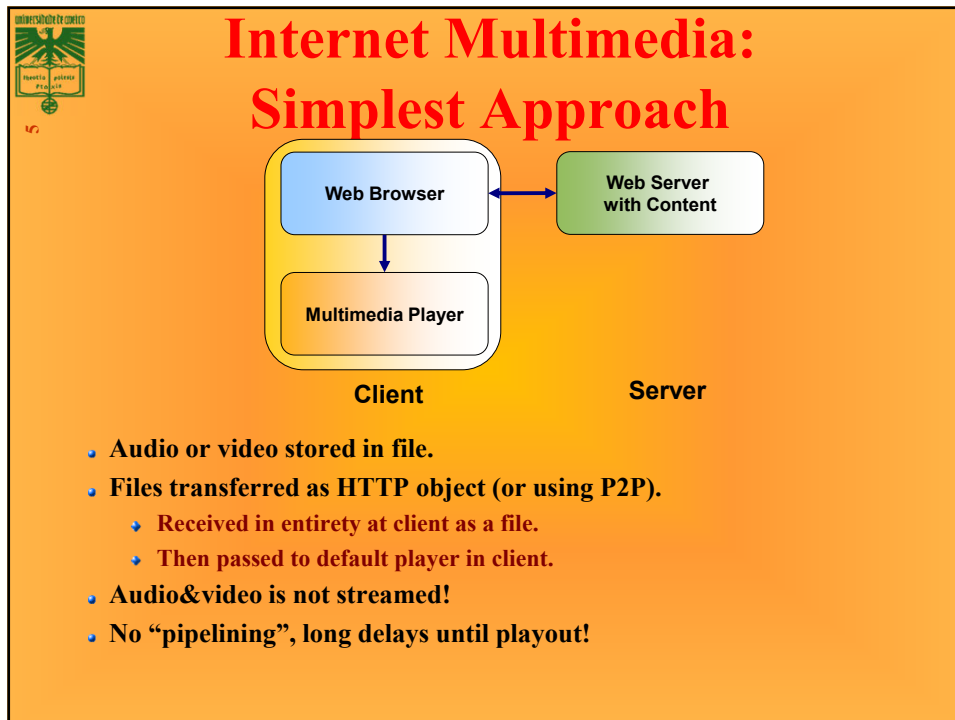 Internet Multimedia:
Simplest Approach
5
Web Browser
Web Server
with Content
Multimedia Player
Client
Server
Audio or video stored in file.
Files transferred as HTTP object (or using P2P).
Received in entirety at client as a file.
Then passed to default player in client.
Audio&video is not streamed!
No “pipelining”, long delays until playout!